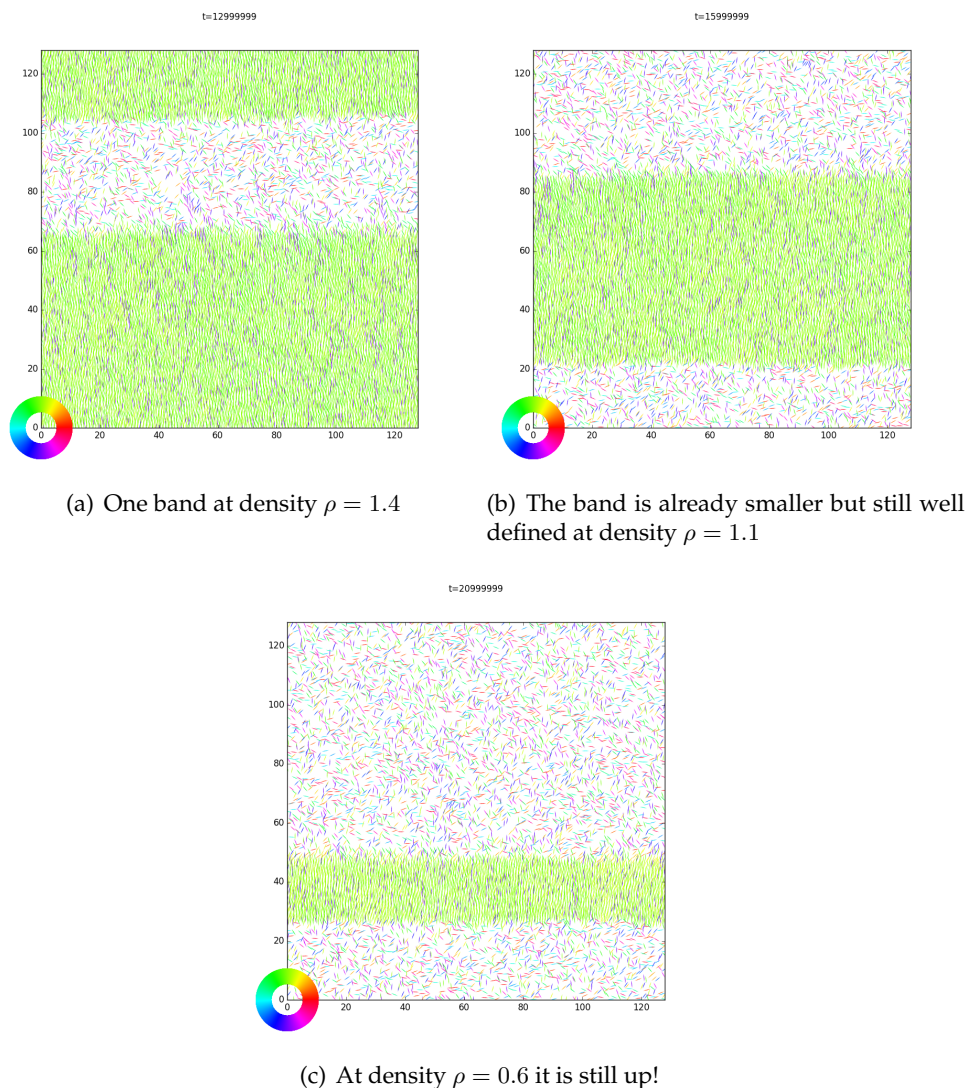 t=12999999
t=15999999
120
100
80
60
40
20
0
0 20 40 60 80 100 120
120
100
80
60
40
20
0
0 20 40 60 80 100 120
(a) One band at density ρ = 1.4
(b) The band is already smaller but still well
defined at density ρ = 1.1
t=20999999
120
100
80
60
40
20
0
0 20 40 60 80 100 120
(c) At density ρ = 0.6 it is still up!